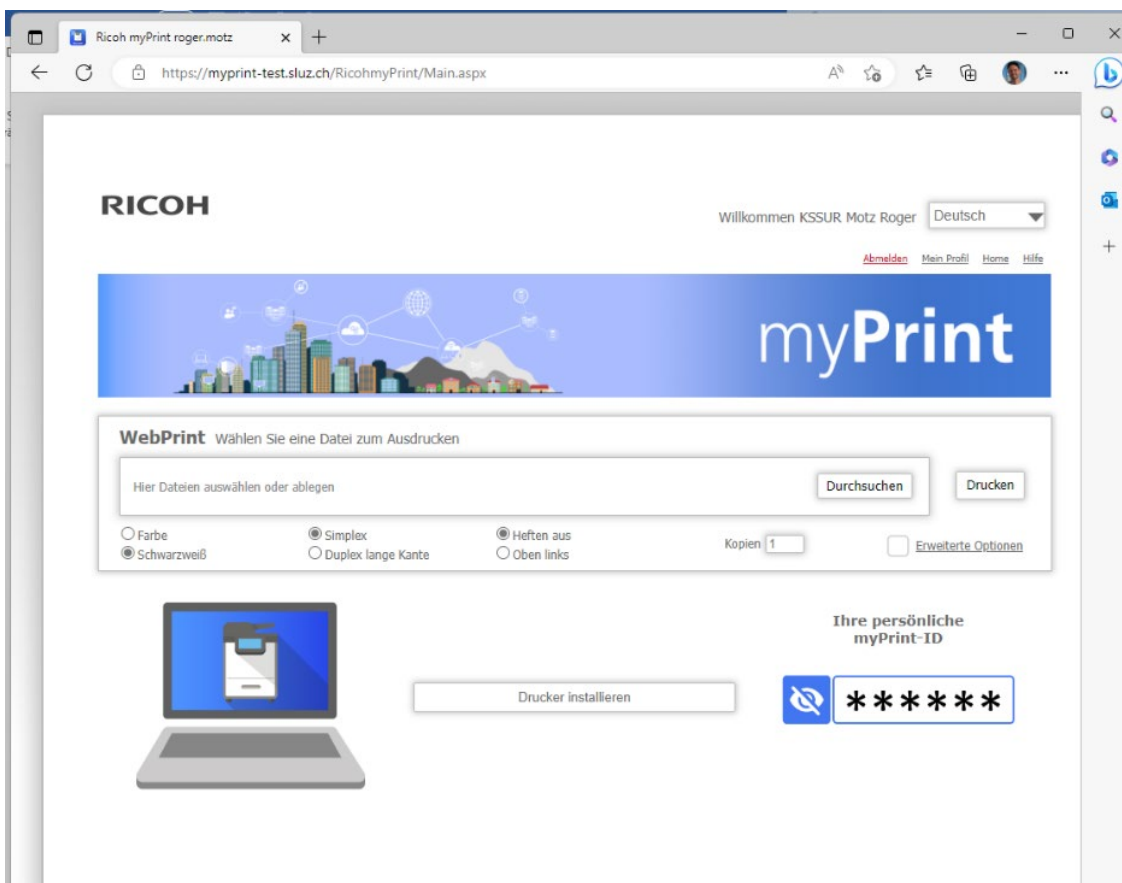 Ricoh myPrint roger.motz
https://myprint-test.sluz.ch/RicohmyPrint/Main.aspx
RICOH
Willkommen KSSUR Motz Roger Deutsch
Abmelden Mein Profil Home Hilfe
myPrint
WebPrint Wählen Sie eine Datei zum Ausdrucken
Hier Dateien auswählen oder ablegen Durchsuchen Drucken
Farbe Simplex Heften aus
Schwarzweiß Duplex lange Kante Oben links
Kopien 1 Erweiterte Optionen
Ihre persönliche
myPrint-ID
Drucker installieren
******